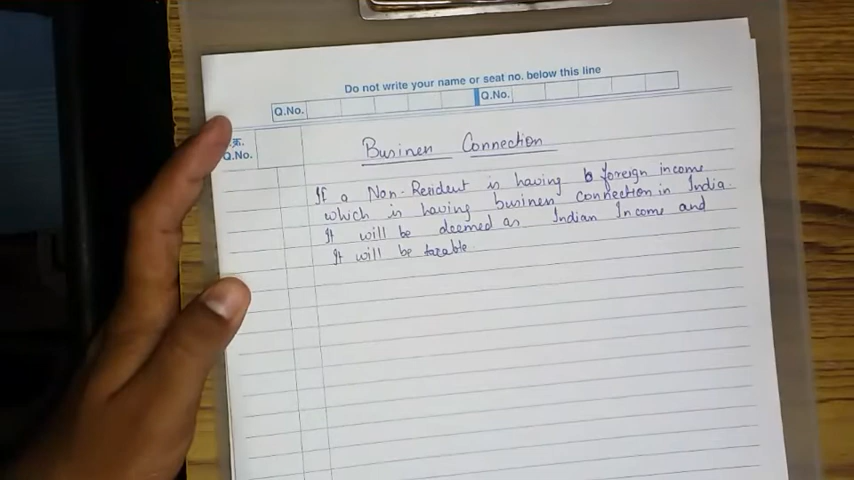 Do not write your name or seat no. below this line
Q.No.
Q.No.
.क्र.
Q.No.
Business Connection
If a Non-Resident is having foreign income
which is having business connection in India.
It will be deemed as Indian Income and
It will be taxable